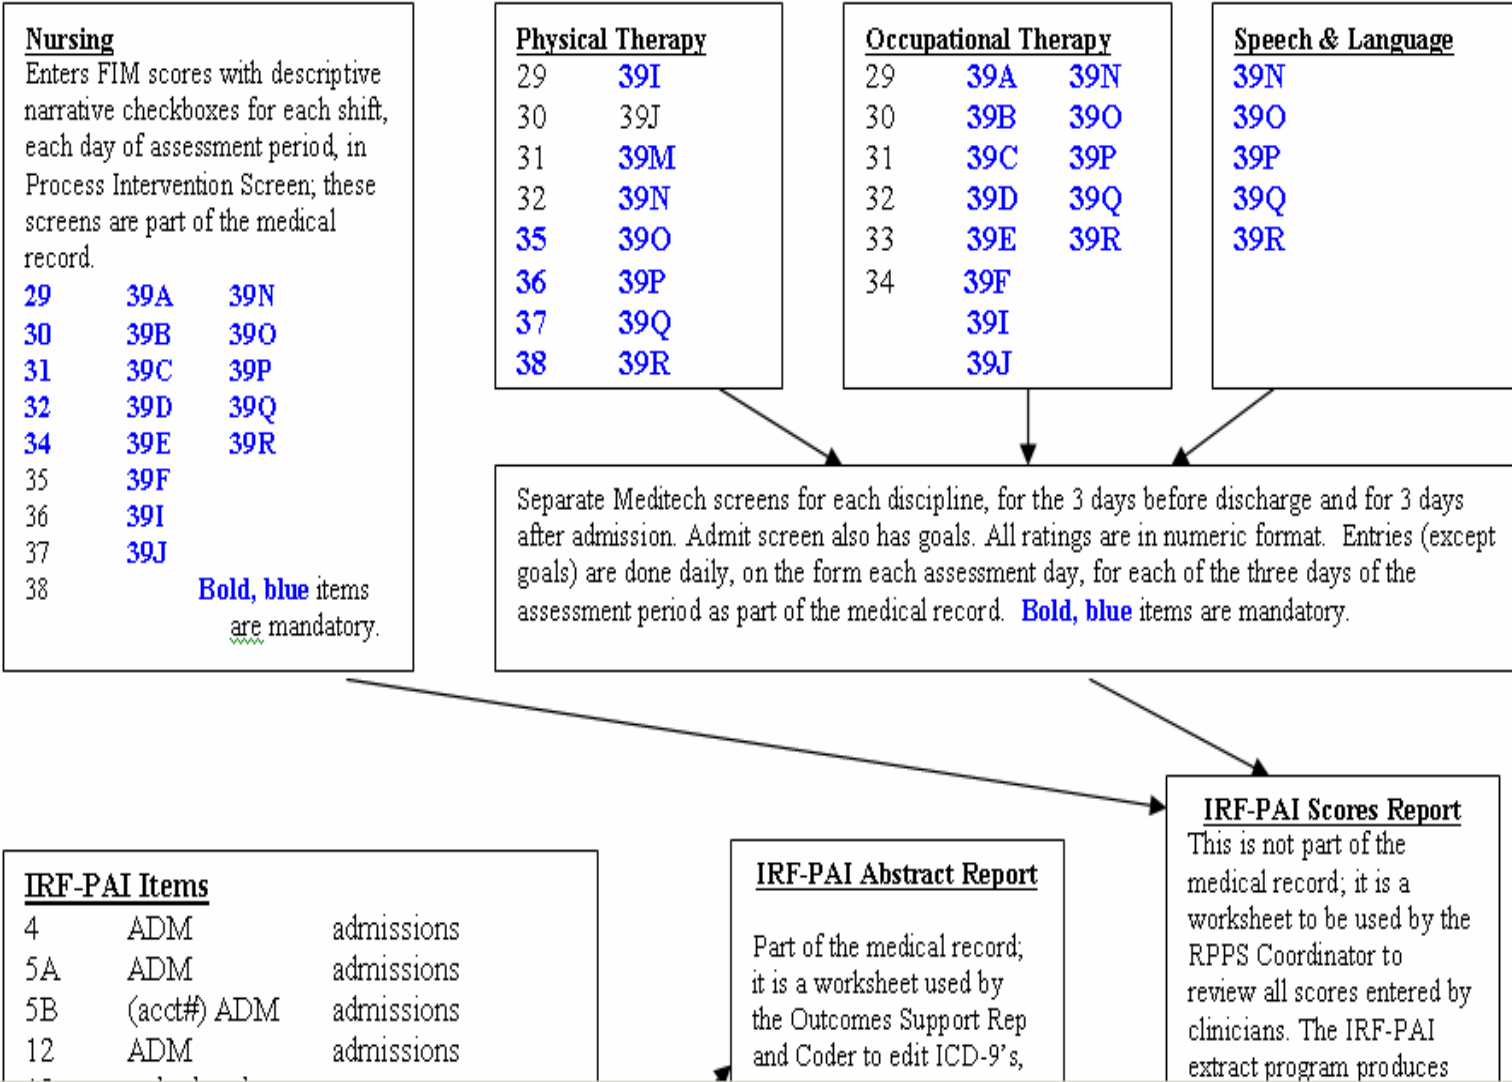 Nursing
Enters FIM scores with descriptive
narrative checkboxes for each shift,
each day of assessment period, in
Process Intervention Screen; these
screens are part of the medical
record.
29 39A 39N
30 39B 39O
31 39C 39P
32 39D 39Q
34 39E 39R
35 39F
36 39I
37 39J
38 Bold, blue items
are mandatory.
Physical Therapy
29 39I
30 39J
31 39M
32 39N
35 39O
36 39P
37 39Q
38 39R
Occupational Therapy
29 39A 39N
30 39B 39O
31 39C 39P
32 39D 39Q
33 39E 39R
34 39F
39I
39J
Speech & Language
39N
39O
39P
39Q
39R
Separate Meditech screens for each discipline, for the 3 days before discharge and for 3 days
after admission. Admit screen also has goals. All ratings are in numeric format. Entries (except
goals) are done daily, on the form each assessment day, for each of the three days of the
assessment period as part of the medical record. Bold, blue items are mandatory.
IRF-PAI Items
4 ADM admissions
5A ADM admissions
5B (acct#) ADM admissions
12 ADM admissions
IRF-PAI Abstract Report
Part of the medical record;
it is a worksheet used by
the Outcomes Support Rep
and Coder to edit ICD-9's,
IRF-PAI Scores Report
This is not part of the
medical record; it is a
worksheet to be used by the
RPPS Coordinator to
review all scores entered by
clinicians. The IRF-PAI
extract program produces